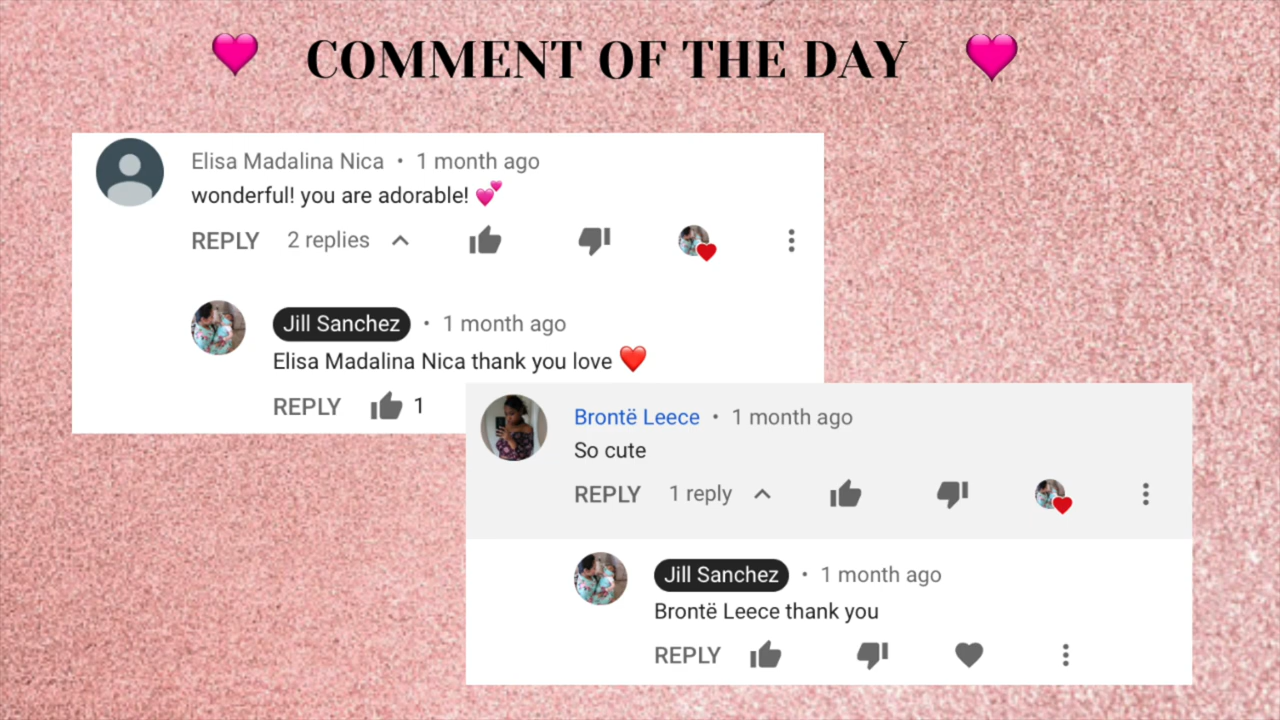 COMMENT OF THE DAY
Elisa Madalina Nica • 1 month ago
wonderful! you are adorable! 💕
REPLY 2 replies
Jill Sanchez • 1 month ago
Elisa Madalina Nica thank you love ❤️
REPLY 1
Brontë Leece • 1 month ago
So cute
REPLY 1 reply
Jill Sanchez • 1 month ago
Brontë Leece thank you
REPLY